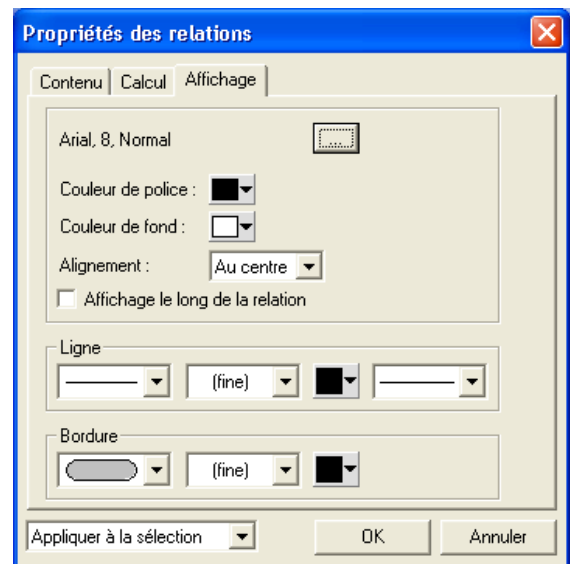 Propriétés des relations
Contenu Calcul Affichage
Arial, 8, Normal ...
Couleur de police :
Couleur de fond :
Alignement : Au centre
Affichage le long de la relation
Ligne
(fine)
Bordure
(fine)
Appliquer à la sélection OK Annuler